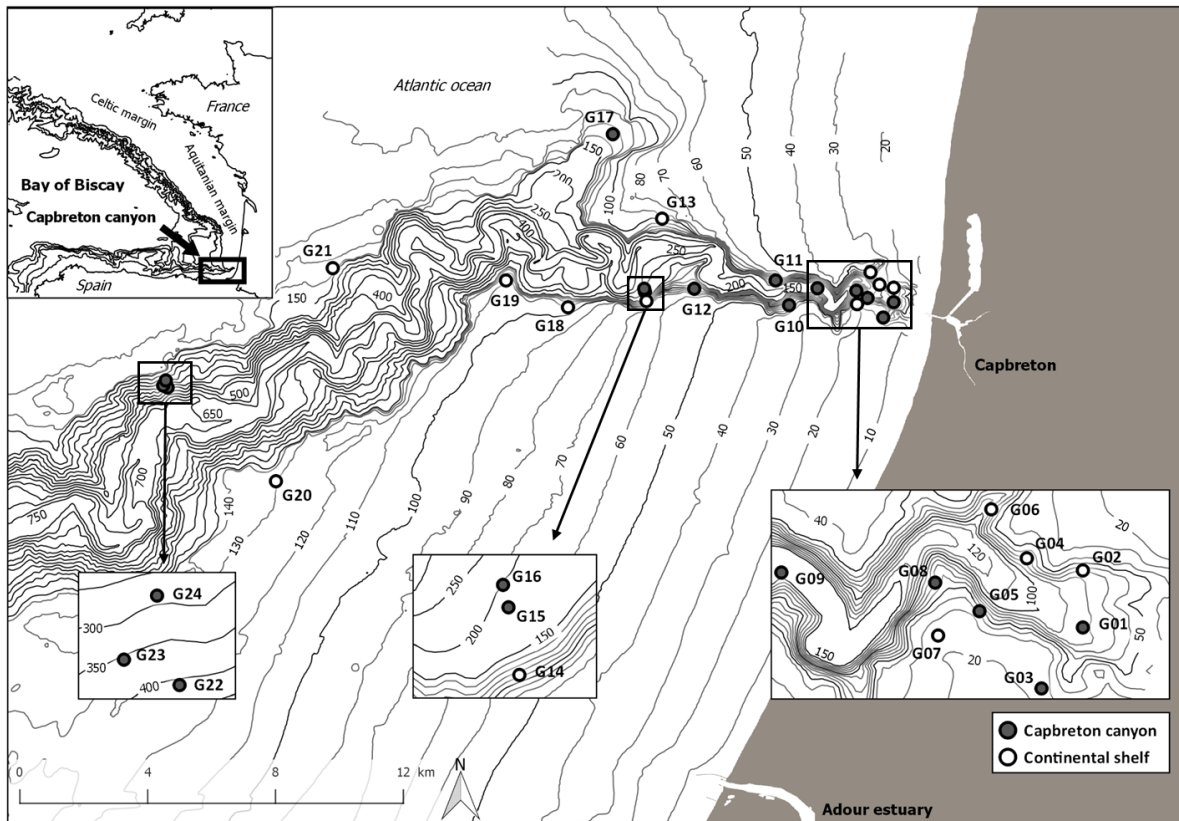 Celtic margin
France
Aquitanian margin
Bay of Biscay
Capbreton canyon
Spain
Atlantic ocean
G17
150
200
250
400
100
80
70
60
50
40
30
20
G13
250
G21
150
400
G19
G18
G12
200
G11
150
G10
500
650
700
750
G20
140
130
120
110
100
90
80
70
60
50
40
30
20
10
Capbreton
G24
300
G23
350
400
G22
250
G16
G15
200
150
G14
40
G06
20
120
G04
G02
G09
G08
100
G05
G01
50
150
G07
20
G03
Capbreton canyon
Continental shelf
0
4
8
12 km
N
Adour estuary